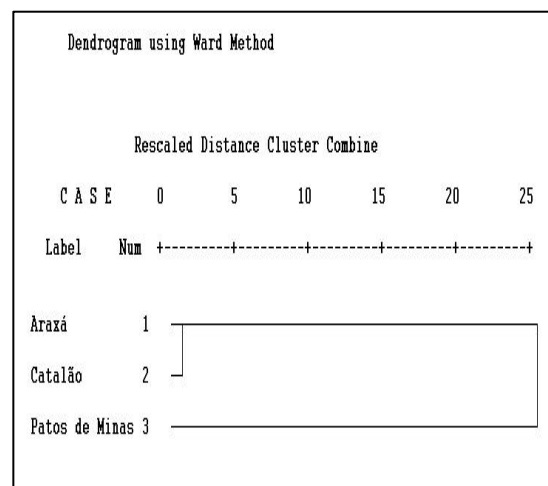 Dendrogram using Ward Method
Rescaled Distance Cluster Combine
C A S E 0 5 10 15 20 25
Label Num +---------+---------+---------+---------+---------+
Araxá 1
Catalão 2
Patos de Minas 3